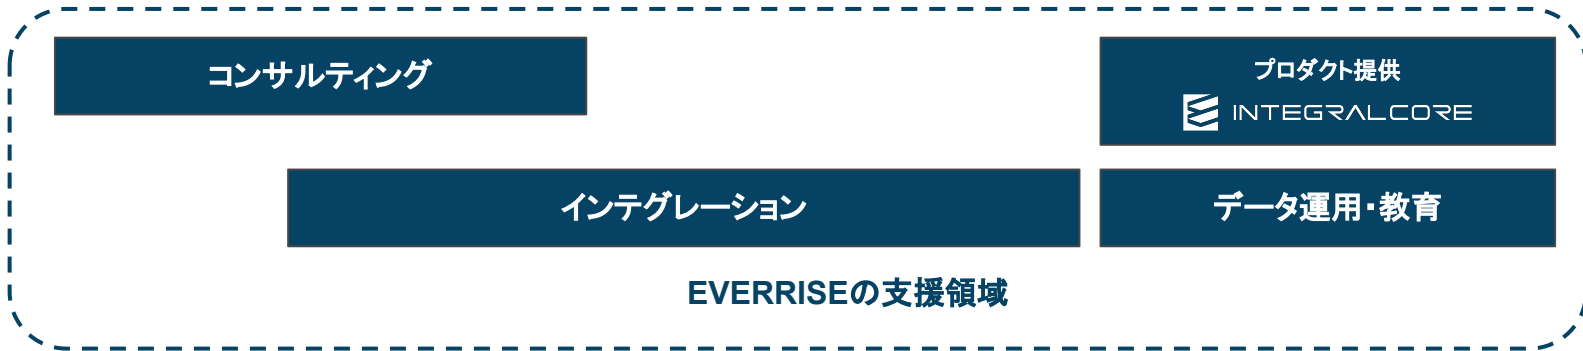 コンサルティング
プロダクト提供
INTEGRALCORE
インテグレーション
データ運用・教育
EVERRISEの支援領域